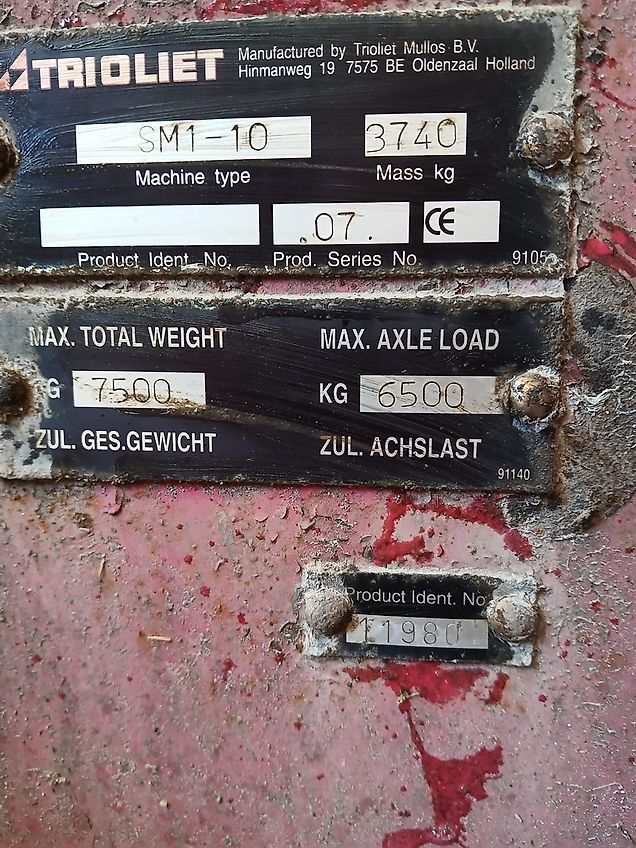 TRIOLIET Manufactured by Trioliet Mullos B.V.
Hinmanweg 19 7575 BE Oldenzaal Holland
SM1-10 3740
Machine type Mass kg
.07. CE
Product Ident. No. Prod. Series No. 9105
MAX. TOTAL WEIGHT MAX. AXLE LOAD
G 7500 KG 6500
ZUL. GES.GEWICHT ZUL. ACHSLAST
91140
Product Ident. No
11980